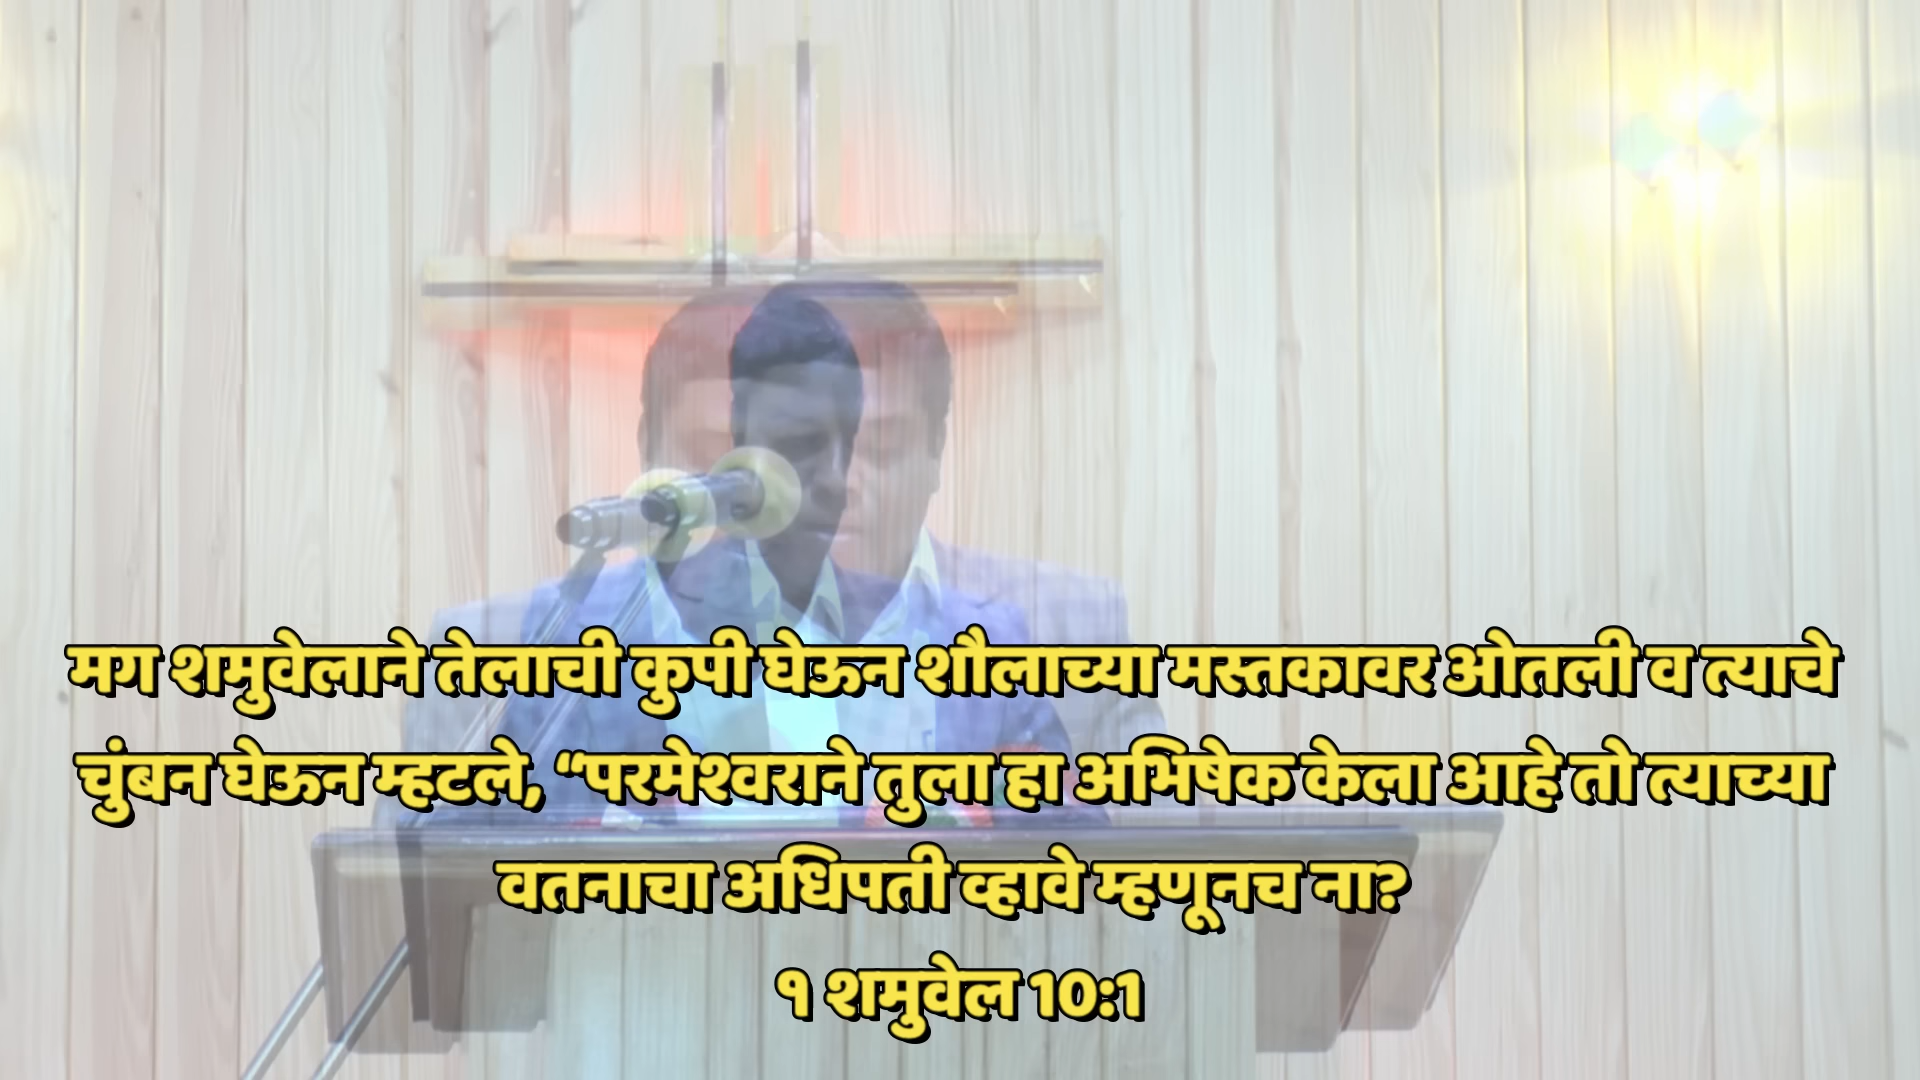 मग शमुवेलाने तेलाची कुपी घेऊन शौलाच्या मस्तकावर ओतली व त्याचे
चुंबन घेऊन म्हटले, “परमेश्वराने तुला हा अभिषेक केला आहे तो त्याच्या
वतनाचा अधिपती व्हावे म्हणूनच ना?
१ शमुवेल 10:1